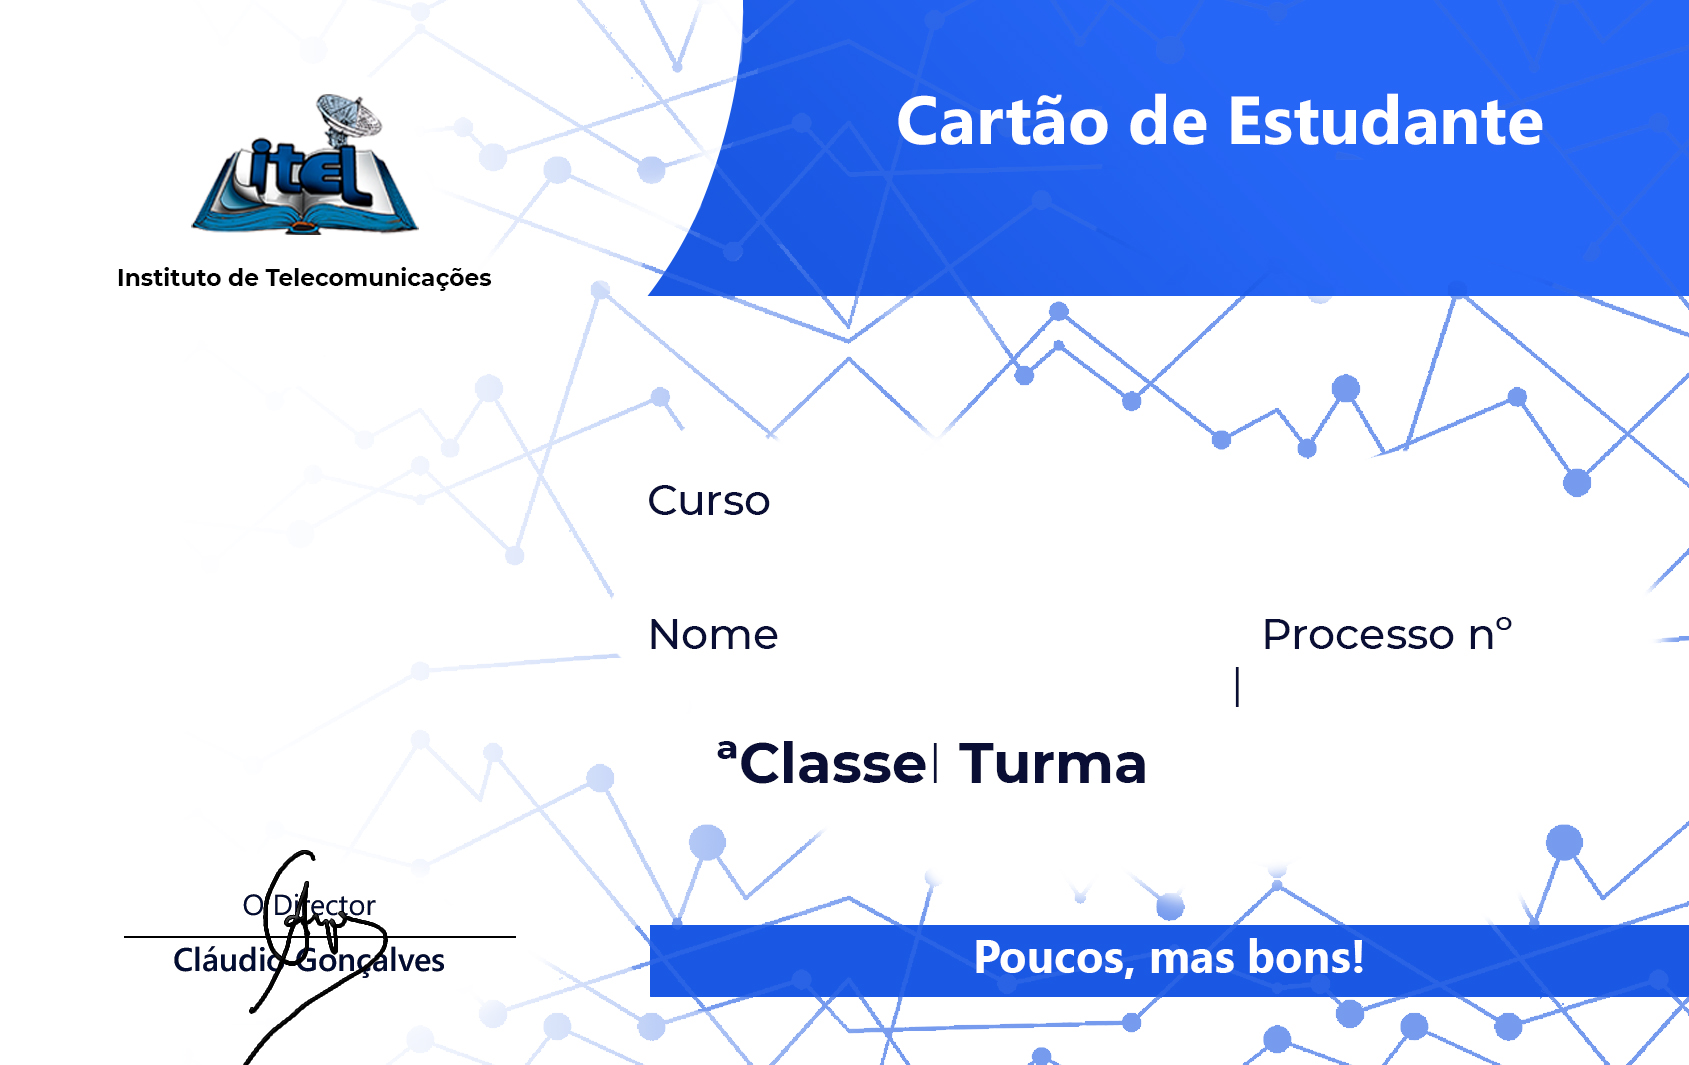 Cartão de Estudante
itel
Instituto de Telecomunicações
Curso
Nome
Processo nº
|
ªClasse| Turma
O Director
Cláudio Gonçalves
Poucos, mas bons!